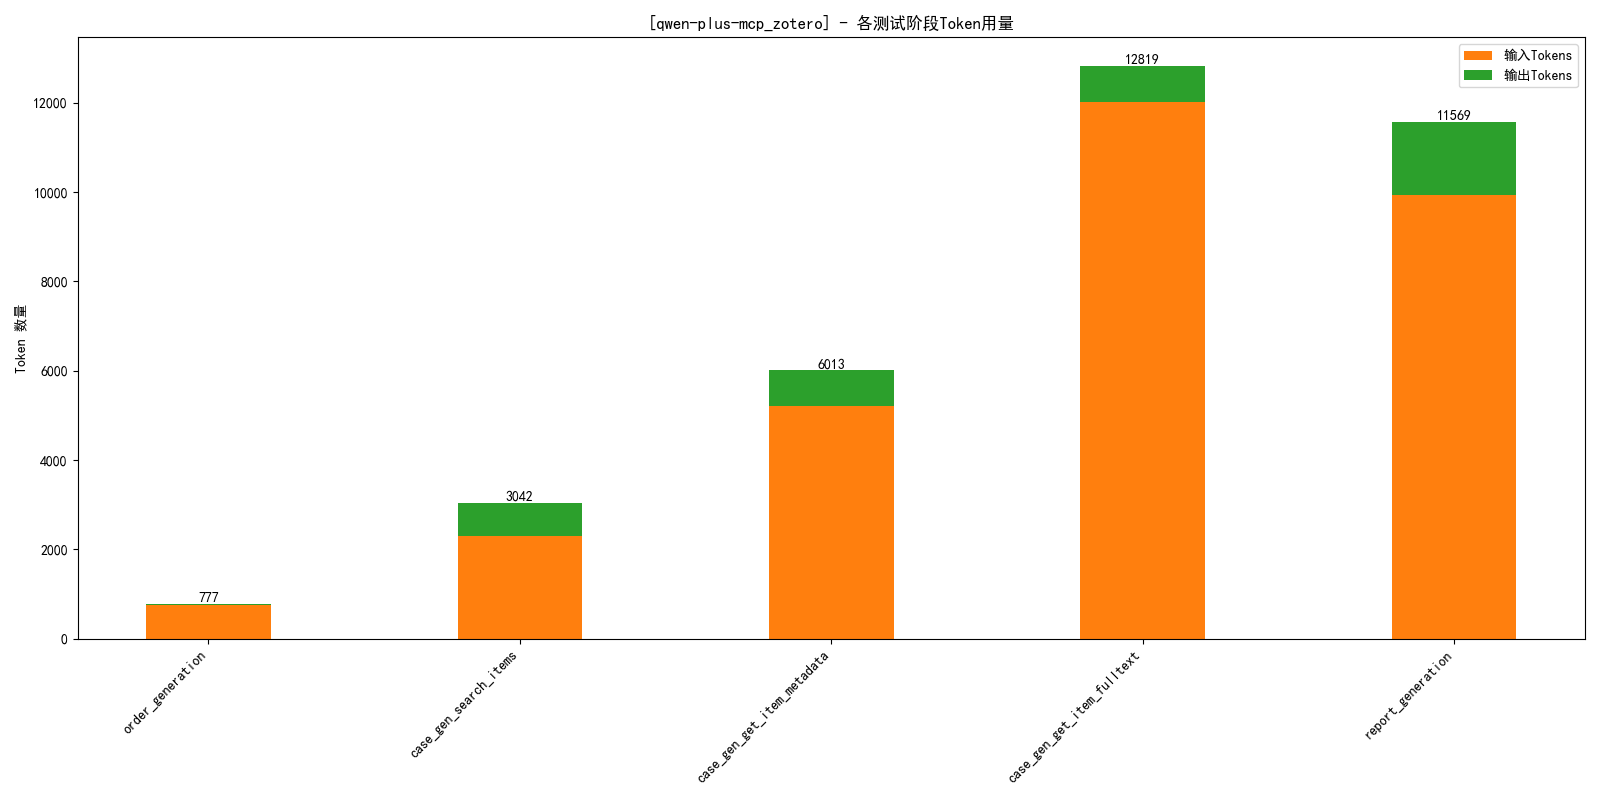 [qwen-plus-mcp_zotero] - 各测试阶段Token用量
输入Tokens
输出Tokens
Token 数量
12000
10000
8000
6000
4000
2000
0
777
3042
6013
12819
11569
order_generation
case_gen_search_items
case_gen_get_item_metadata
case_gen_get_item_fulltext
report_generation